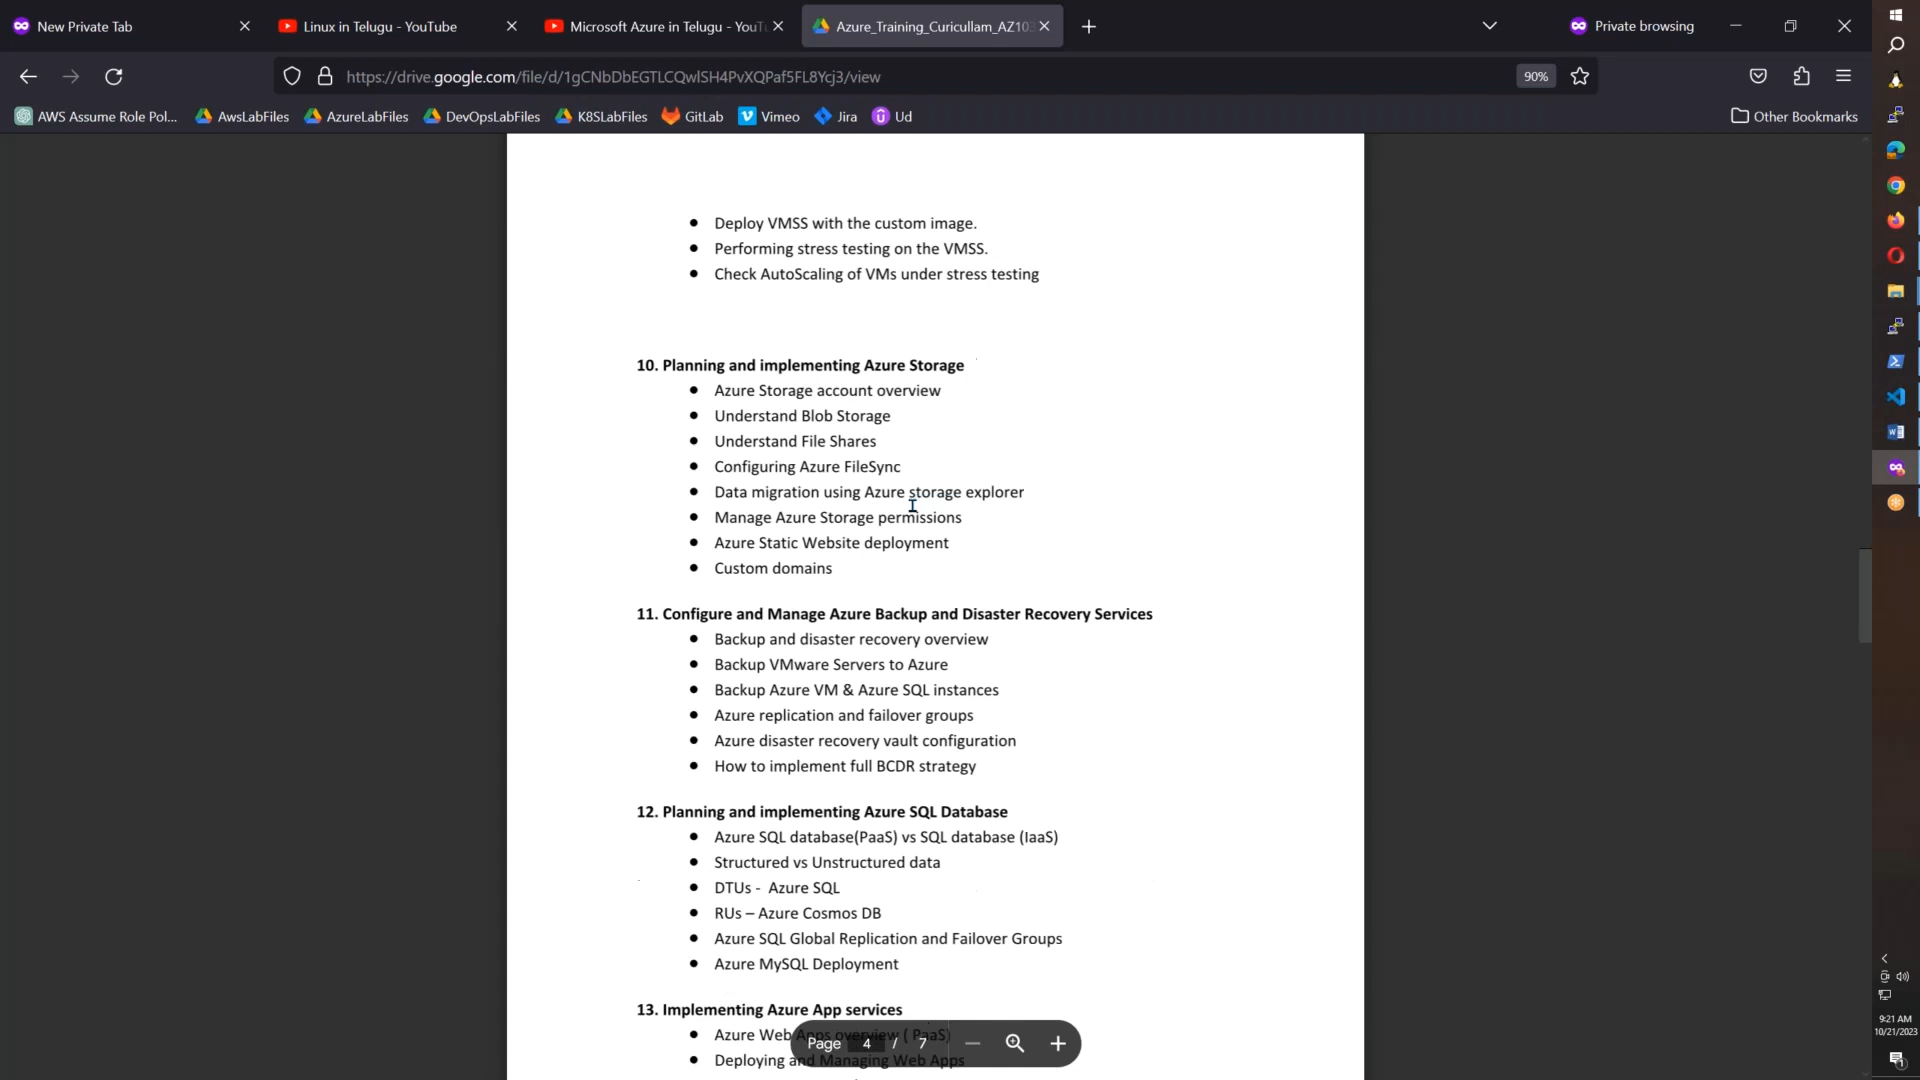 New Private Tab
Linux in Telugu - YouTube
Microsoft Azure in Telugu - YouTu
Azure_Training_Curicullam_AZ103
Private browsing
https://drive.google.com/file/d/1gCNbDbEGTLCQwlSH4PvXQPaf5FL8Ycj3/view
90%
AWS Assume Role Pol...
AwsLabFiles
AzureLabFiles
DevOpsLabFiles
K8SLabFiles
GitLab
Vimeo
Jira
Ud
Other Bookmarks
• Deploy VMSS with the custom image.
• Performing stress testing on the VMSS.
• Check AutoScaling of VMs under stress testing
10. Planning and implementing Azure Storage
• Azure Storage account overview
• Understand Blob Storage
• Understand File Shares
• Configuring Azure FileSync
• Data migration using Azure storage explorer
• Manage Azure Storage permissions
• Azure Static Website deployment
• Custom domains
11. Configure and Manage Azure Backup and Disaster Recovery Services
• Backup and disaster recovery overview
• Backup VMware Servers to Azure
• Backup Azure VM & Azure SQL instances
• Azure replication and failover groups
• Azure disaster recovery vault configuration
• How to implement full BCDR strategy
12. Planning and implementing Azure SQL Database
• Azure SQL database(PaaS) vs SQL database (IaaS)
• Structured vs Unstructured data
• DTUs - Azure SQL
• RUs – Azure Cosmos DB
• Azure SQL Global Replication and Failover Groups
• Azure MySQL Deployment
13. Implementing Azure App services
• Azure Web Apps overview ( PaaS)
• Deploying and Managing Web Apps
Page 4 / 7
9:21 AM
10/21/2023